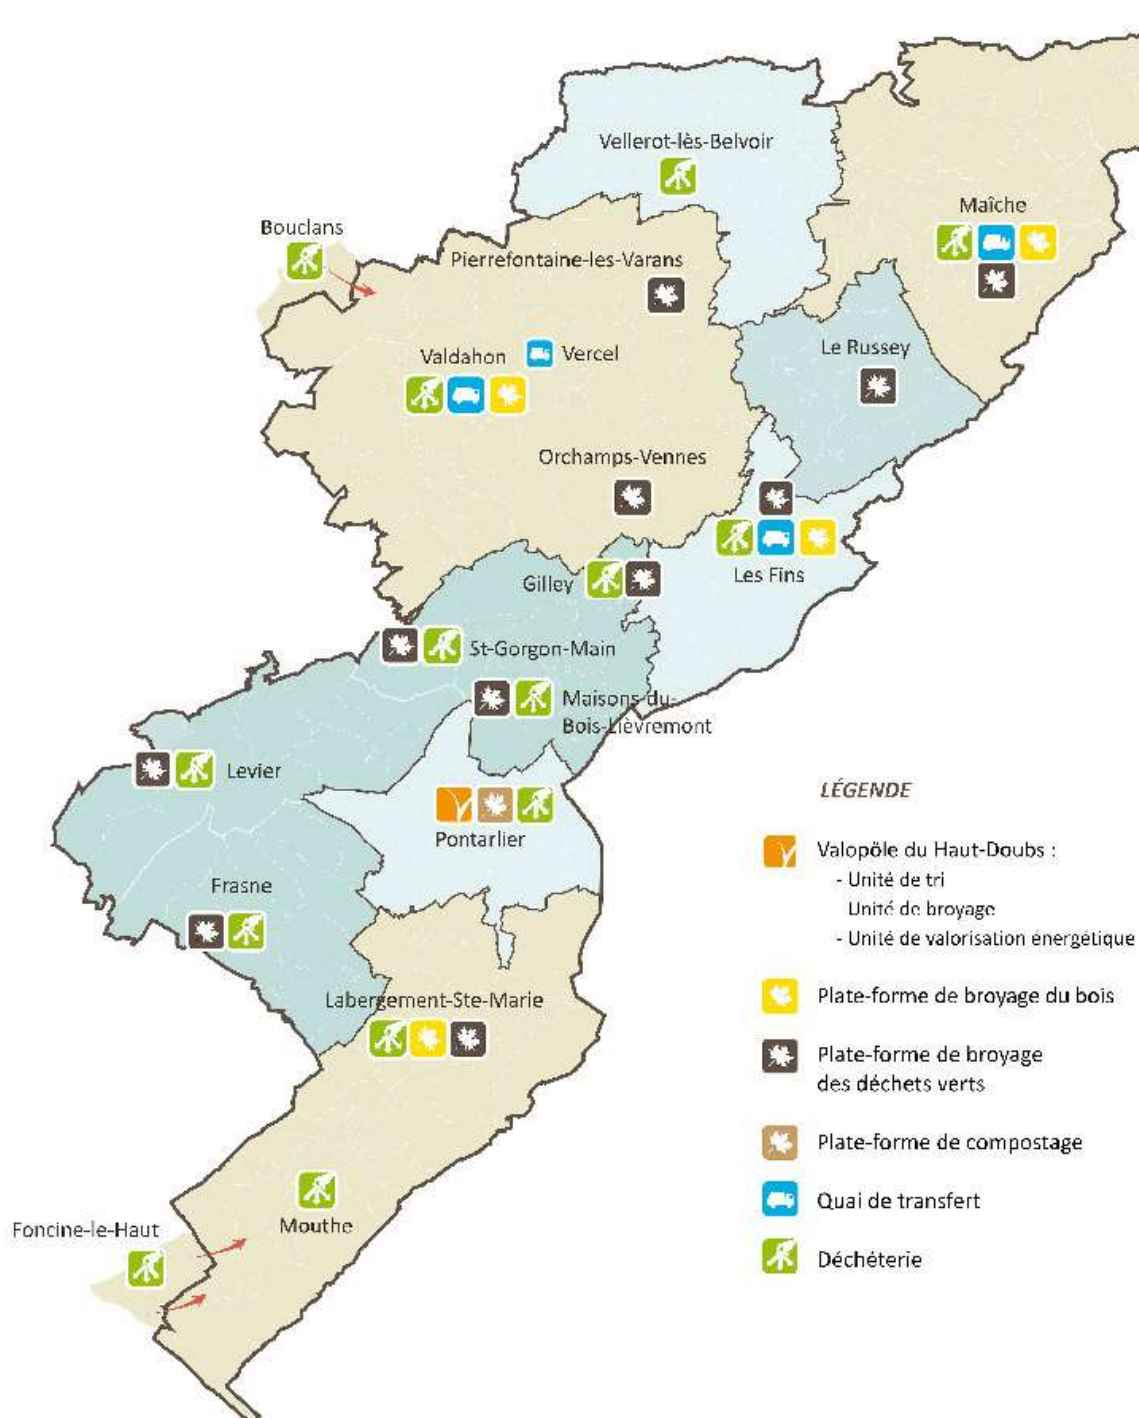 Vellerot-lès-Belvoir
Maîche
Bouclans
Pierrefontaine-les-Varans
Le Russey
Valdahon
Vercel
Orchamps-Vennes
Les Fins
Gilley
St-Gorgon-Main
Maisons-du-
Bois-Lièvremont
Levier
Pontarlier
Frasne
Labergement-Ste-Marie
Mouthe
Foncine-le-Haut
LÉGENDE
Valopôle du Haut-Doubs :
- Unité de tri
Unité de broyage
- Unité de valorisation énergétique
Plate-forme de broyage du bois
Plate-forme de broyage
des déchets verts
Plate-forme de compostage
Quai de transfert
Déchéterie